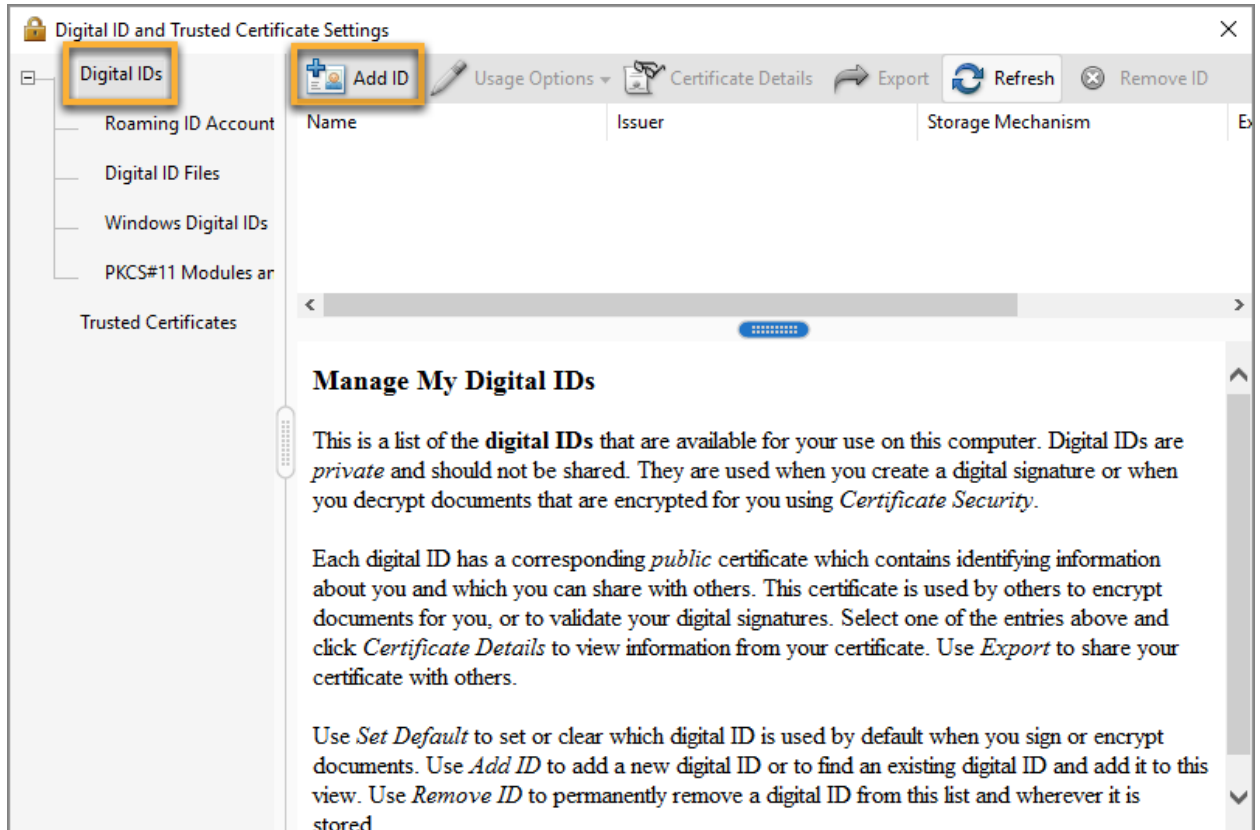 Digital ID and Trusted Certificate Settings
Digital IDs
Add ID
Usage Options
Certificate Details
Export
Refresh
Remove ID
Roaming ID Account
Name
Issuer
Storage Mechanism
Ex
Digital ID Files
Windows Digital IDs
PKCS#11 Modules an
Trusted Certificates
Manage My Digital IDs
This is a list of the digital IDs that are available for your use on this computer. Digital IDs are
private and should not be shared. They are used when you create a digital signature or when
you decrypt documents that are encrypted for you using Certificate Security.
Each digital ID has a corresponding public certificate which contains identifying information
about you and which you can share with others. This certificate is used by others to encrypt
documents for you, or to validate your digital signatures. Select one of the entries above and
click Certificate Details to view information from your certificate. Use Export to share your
certificate with others.
Use Set Default to set or clear which digital ID is used by default when you sign or encrypt
documents. Use Add ID to add a new digital ID or to find an existing digital ID and add it to this
view. Use Remove ID to permanently remove a digital ID from this list and wherever it is
stored